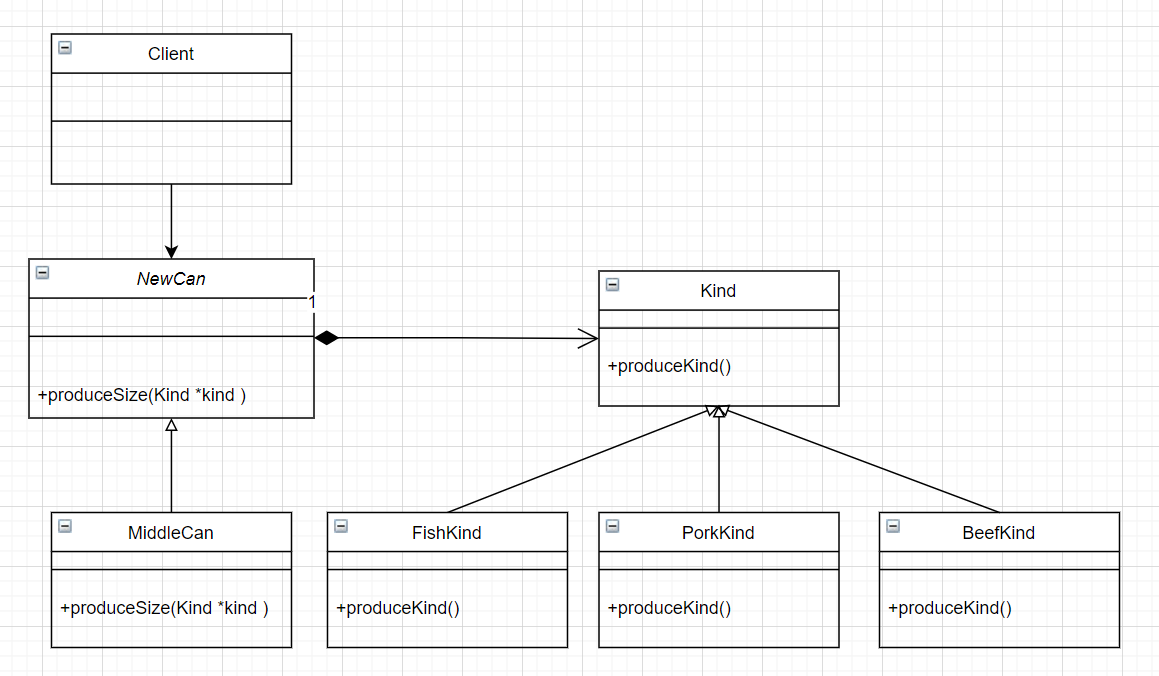 Client
NewCan
1
+produceSize(Kind *kind )
Kind
+produceKind()
MiddleCan
+produceSize(Kind *kind )
FishKind
+produceKind()
PorkKind
+produceKind()
BeefKind
+produceKind()